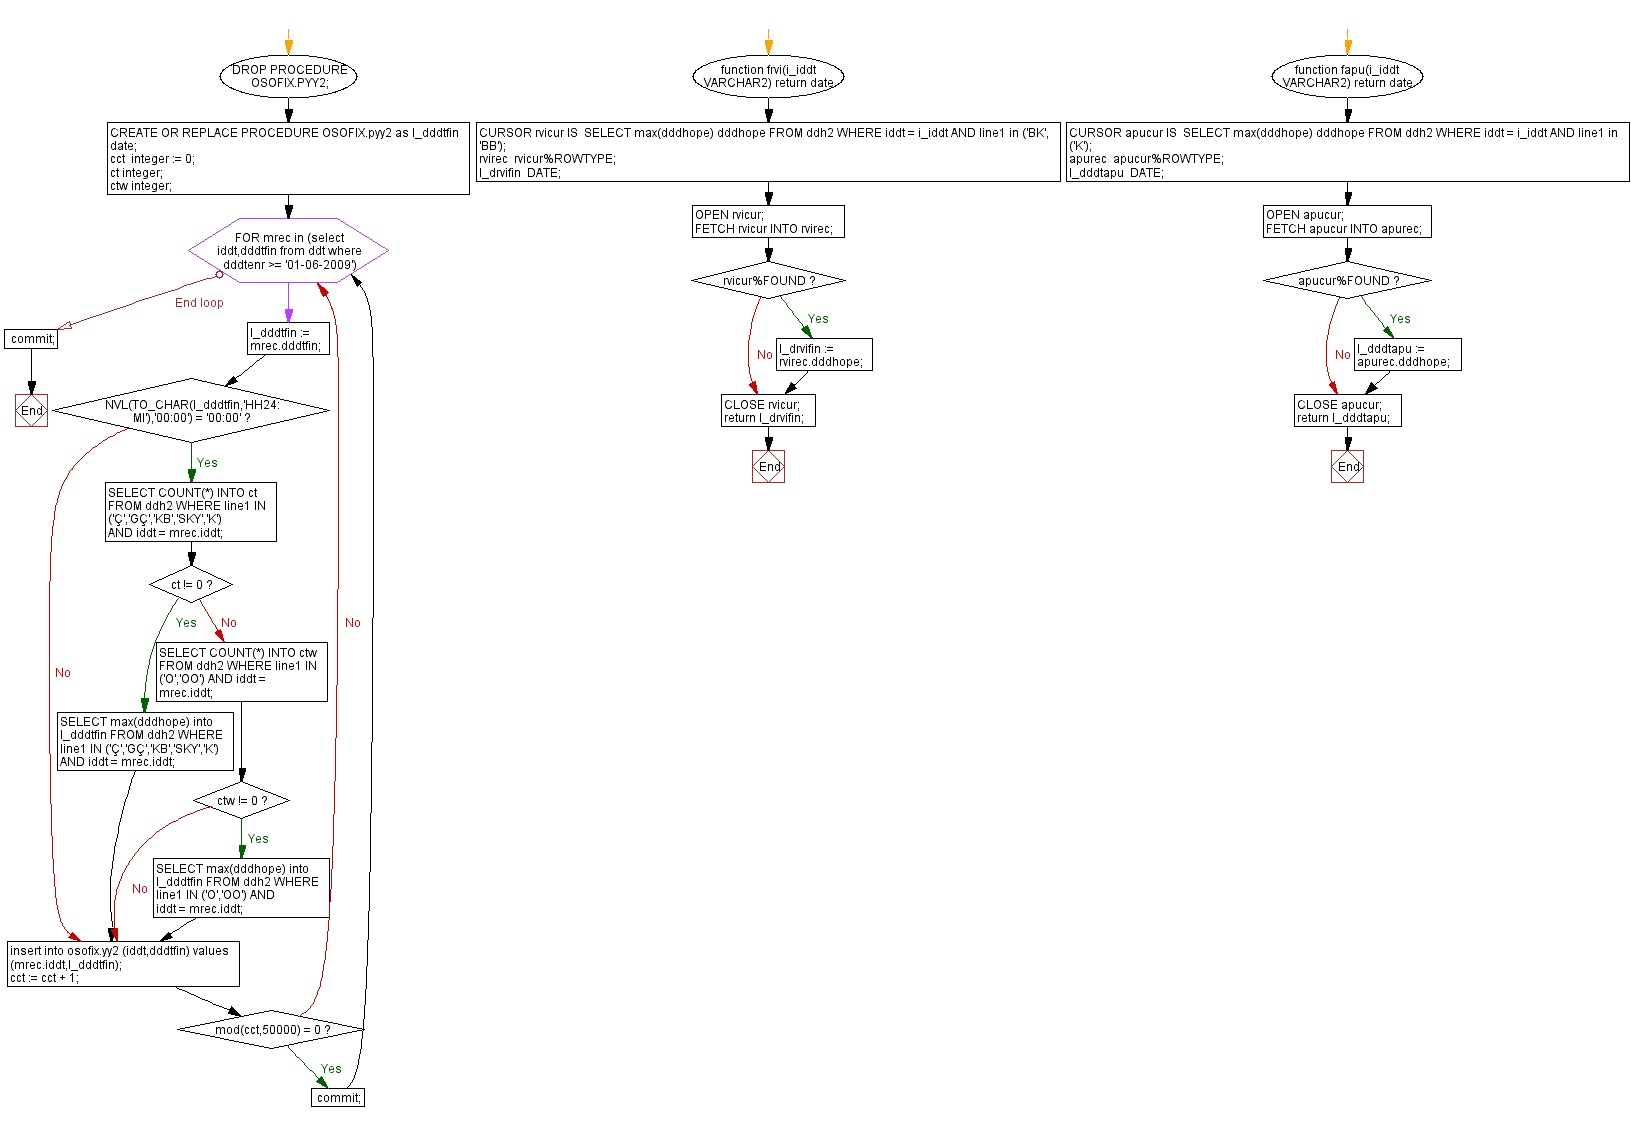 DROP PROCEDURE
OSOFIX.PYY2;
CREATE OR REPLACE PROCEDURE OSOFIX.pyy2 as l_dddtfin
date;
cct  integer := 0;
ct integer;
ctw integer;
FOR mrec in (select
iddt,dddtfin from ddt where
dddtenr >= '01-06-2009')
End loop
commit;
End
l_dddtfin :=
mrec.dddtfin;
NVL(TO_CHAR(l_dddtfin,'HH24:
MI'),'00:00') = '00:00' ?
Yes
SELECT COUNT(*) INTO ct
FROM ddh2 WHERE line1 IN
('Ç','GÇ','KB','SKY','K')
AND iddt = mrec.iddt;
ct != 0 ?
Yes
No
No
SELECT COUNT(*) INTO ctw
FROM ddh2 WHERE line1 IN
('O','OO') AND iddt =
mrec.iddt;
No
SELECT max(dddhope) into
l_dddtfin FROM ddh2 WHERE
line1 IN ('Ç','GÇ','KB','SKY','K')
AND iddt = mrec.iddt;
ctw != 0 ?
Yes
No
SELECT max(dddhope) into
l_dddtfin FROM ddh2 WHERE
line1 IN ('O','OO') AND
iddt = mrec.iddt;
insert into osofix.yy2 (iddt,dddtfin) values
(mrec.iddt,l_dddtfin);
cct := cct + 1;
mod(cct,50000) = 0 ?
Yes
commit;
function frvi(i_iddt
VARCHAR2) return date
CURSOR rvicur IS  SELECT max(dddhope) dddhope FROM ddh2 WHERE iddt = i_iddt AND line1 in ('BK',
'BB');
rvirec  rvicur%ROWTYPE;
l_drvifin  DATE;
OPEN rvicur;
FETCH rvicur INTO rvirec;
rvicur%FOUND ?
Yes
No
l_drvifin :=
rvirec.dddhope;
CLOSE rvicur;
return l_drvifin;
End
function fapu(i_iddt
VARCHAR2) return date
CURSOR apucur IS  SELECT max(dddhope) dddhope FROM ddh2 WHERE iddt = i_iddt AND line1 in
('K');
apurec  apucur%ROWTYPE;
l_dddtapu  DATE;
OPEN apucur;
FETCH apucur INTO apurec;
apucur%FOUND ?
Yes
No
l_dddtapu :=
apurec.dddhope;
CLOSE apucur;
return l_dddtapu;
End